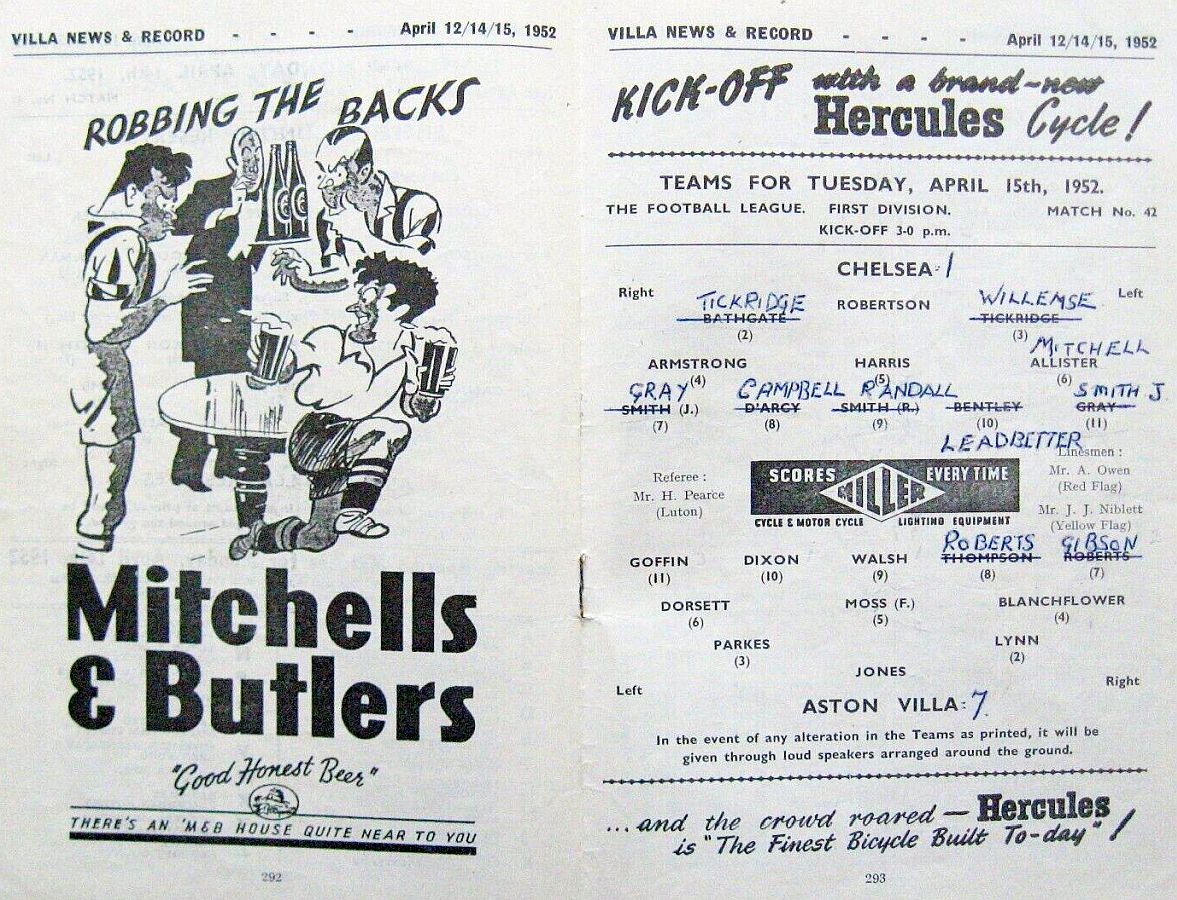 VILLA NEWS & RECORD - - - - April 12/14/15, 1952
ROBBING THE BACKS
Mitchells
& Butlers
"Good Honest Beer"
THERE'S AN 'M&B HOUSE QUITE NEAR TO YOU
292
VILLA NEWS & RECORD - - - - April 12/14/15, 1952
KICK-OFF with a brand-new
Hercules Cycle!
TEAMS FOR TUESDAY, APRIL 15th, 1952.
THE FOOTBALL LEAGUE. FIRST DIVISION. MATCH No. 42
KICK-OFF 3-0 p.m.
CHELSEA 1
Right TICKRIDGE ROBERTSON WILLEMSE Left
BATHGATE TICKRIDGE
(2) (3)
MITCHELL
ARMSTRONG HARRIS ALLISTER
(4) (5) (6)
GRAY CAMPBELL RANDALL SMITH J
SMITH (J.) D'ARCY SMITH (R.) BENTLEY GRAY
(7) (8) (9) (10) (11)
LEADBETTER
Referee :
Mr. H. Pearce
(Luton)
SCORES MILLER EVERY TIME
CYCLE & MOTOR CYCLE LIGHTING EQUIPMENT
Linesmen :
Mr. A. Owen
(Red Flag)
Mr. J. J. Niblett
(Yellow Flag)
ROBERTS GIBSON
GOFFIN DIXON WALSH THOMPSON ROBERTS
(11) (10) (9) (8) (7)
DORSETT MOSS (F.) BLANCHFLOWER
(6) (5) (4)
PARKES LYNN
(3) (2)
JONES
Left Right
ASTON VILLA: 7
In the event of any alteration in the Teams as printed, it will be
given through loud speakers arranged around the ground.
...and the crowd roared — Hercules
is "The Finest Bicycle Built To-day" !
293